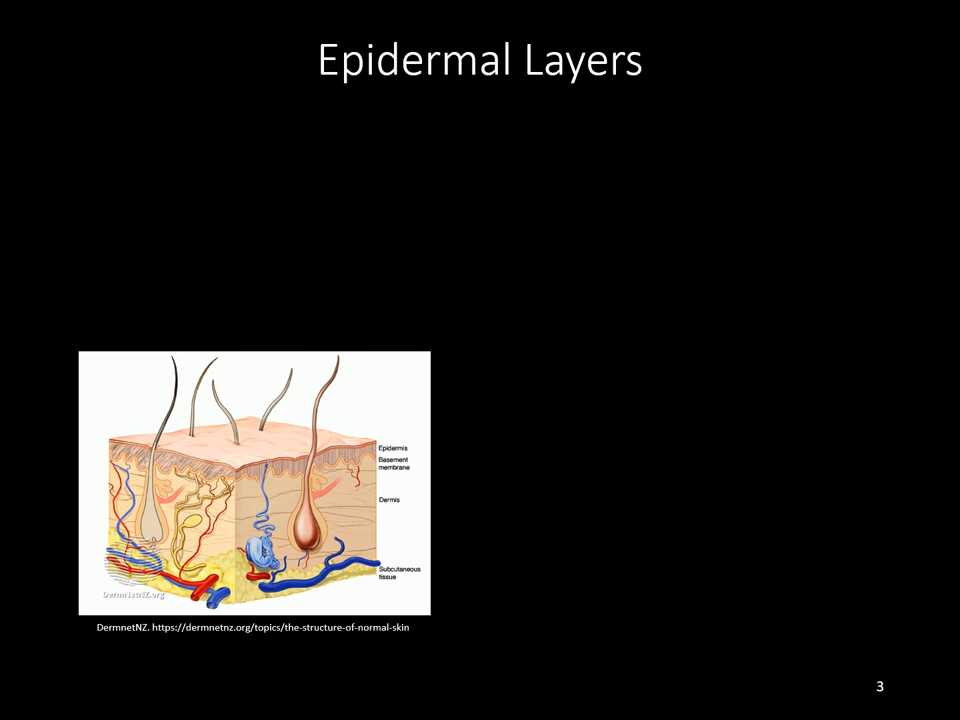 Epidermal Layers
Epidermis
Basement
membrane
Dermis
Subcutaneous
tissue
DermNetNZ.org
DermnetNZ. https://dermnetnz.org/topics/the-structure-of-normal-skin
3